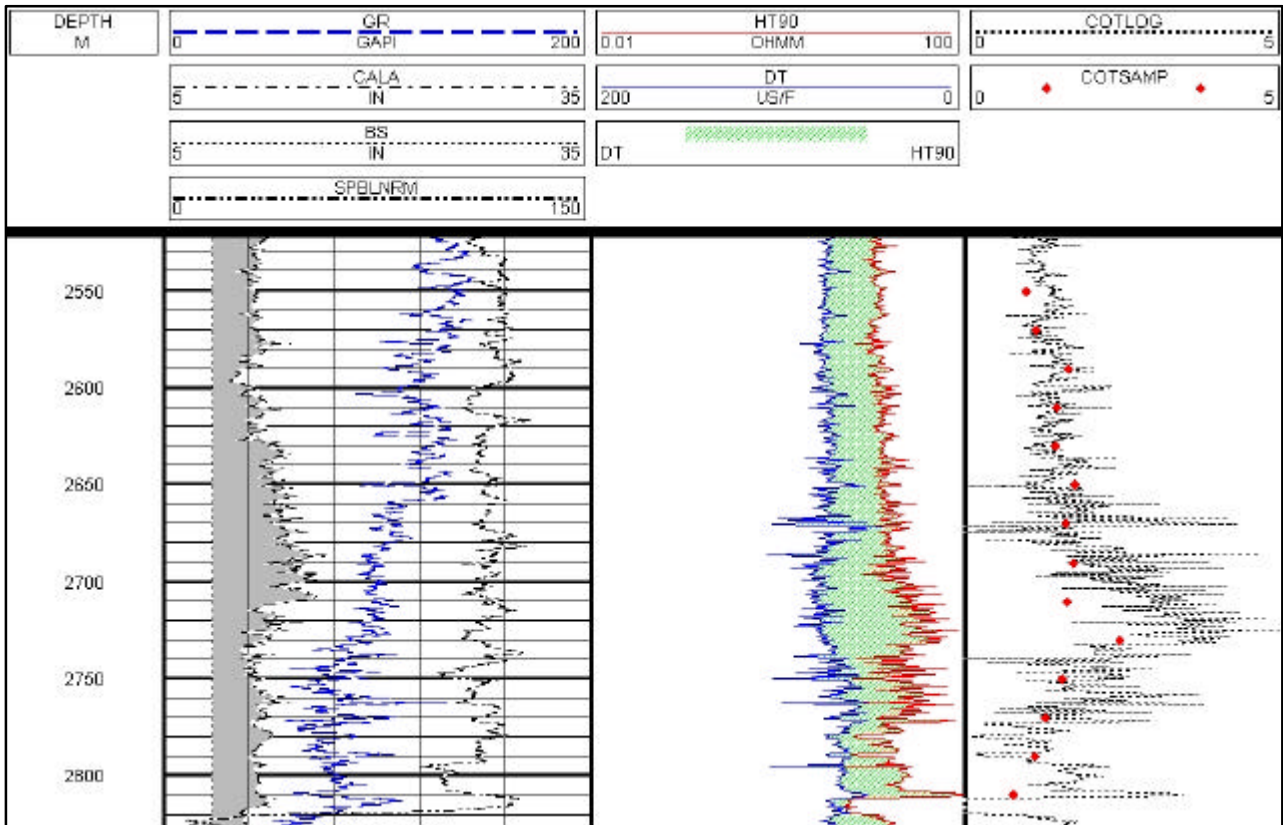 DEPTH
M
GR
0 GAPI 200
CALA
5 IN 35
BS
5 IN 35
SPBLNRM
0 150
HT90
0.01 OHMM 100
DT
200 US/F 0
DT HT90
COTLOG
0 5
COTSAMP
0 5
2550
2600
2650
2700
2750
2800